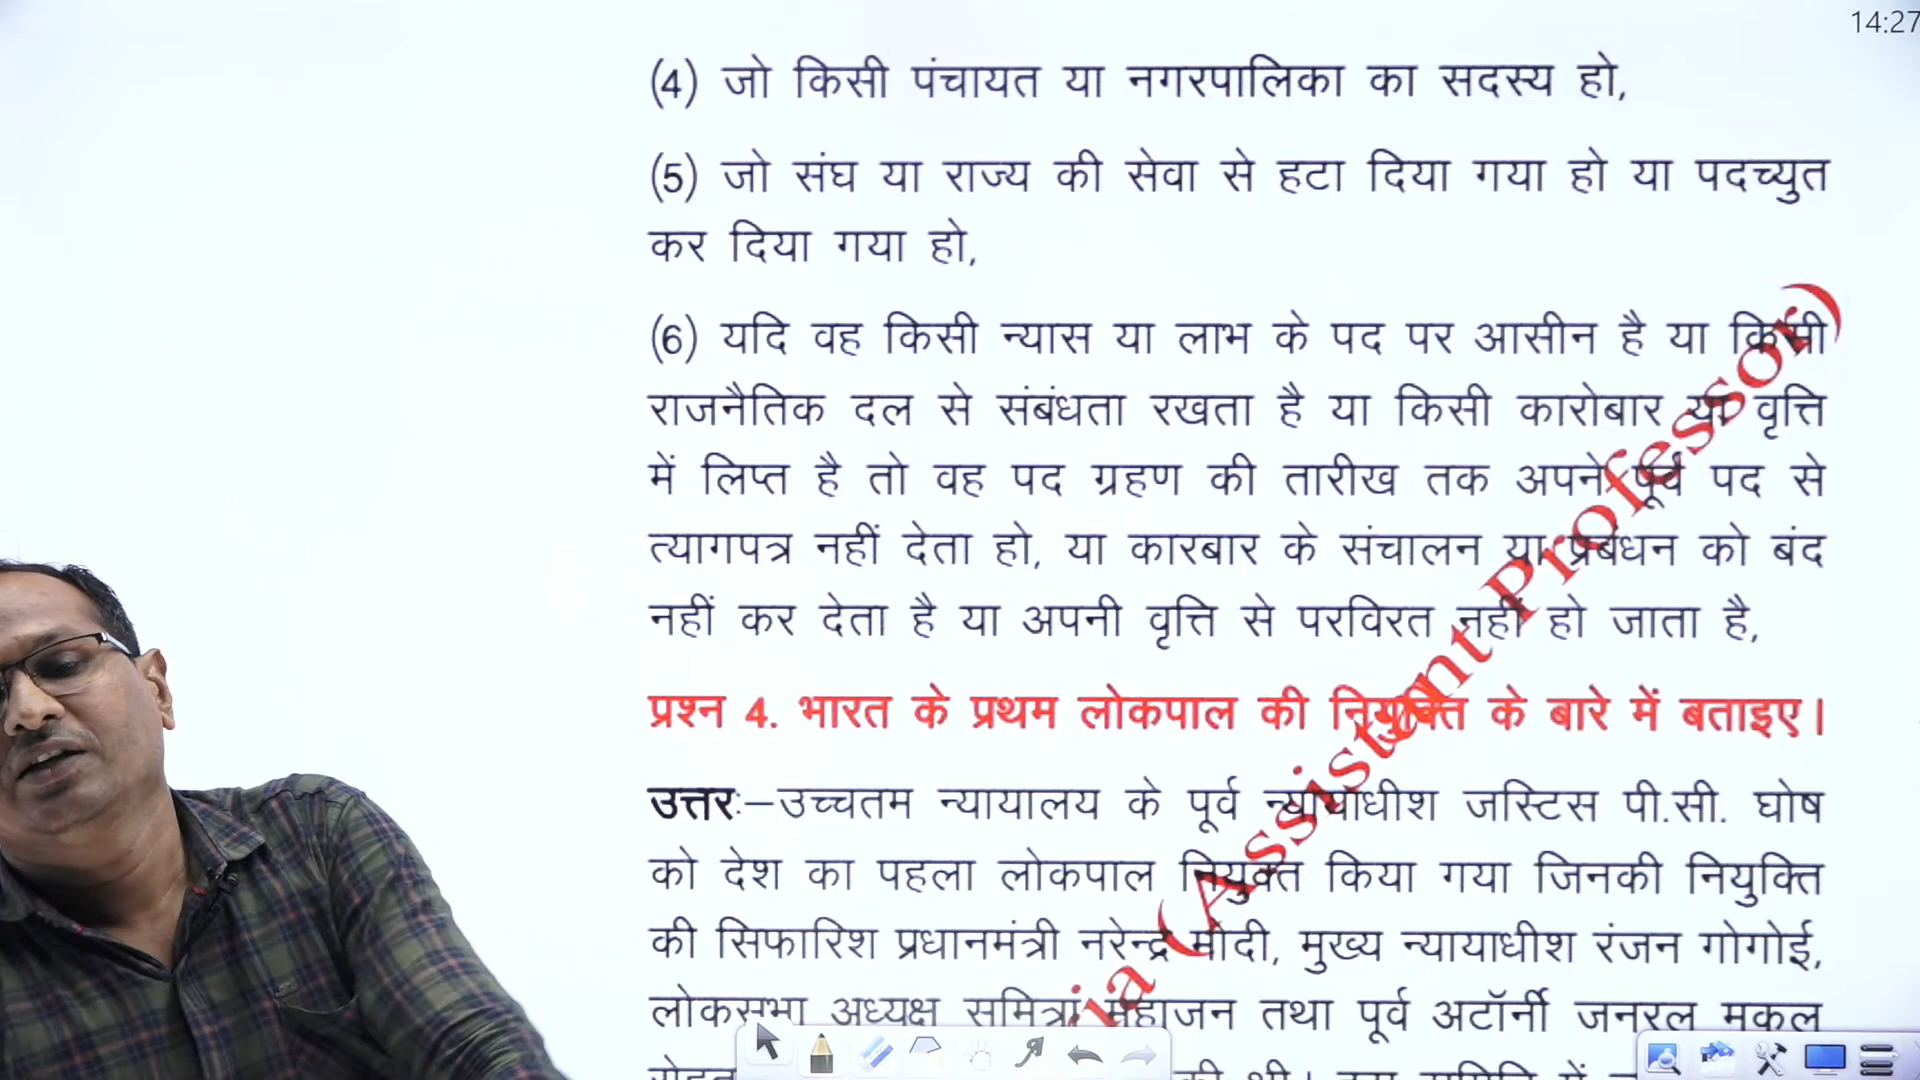 14:27
(4) जो किसी पंचायत या नगरपालिका का सदस्य हो,
(5) जो संघ या राज्य की सेवा से हटा दिया गया हो या पदच्युत
कर दिया गया हो,
(6) यदि वह किसी न्यास या लाभ के पद पर आसीन है या किसी
राजनैतिक दल से संबंधता रखता है या किसी कारोबार या वृत्ति
में लिप्त है तो वह पद ग्रहण की तारीख तक अपने पूर्व पद से
त्यागपत्र नहीं देता हो, या कारबार के संचालन या प्रबंधन को बंद
नहीं कर देता है या अपनी वृत्ति से परविरत नहीं हो जाता है,
प्रश्न 4. भारत के प्रथम लोकपाल की नियुक्ति के बारे में बताइए।
उत्तरः–उच्चतम न्यायालय के पूर्व न्यायाधीश जस्टिस पी.सी. घोष
को देश का पहला लोकपाल नियुक्त किया गया जिनकी नियुक्ति
की सिफारिश प्रधानमंत्री नरेन्द्र मोदी, मुख्य न्यायाधीश रंजन गोगोई,
लोकसभा अध्यक्ष समित्रा महाजन तथा पूर्व अटॉर्नी जनरल मकल
(Assistant Professor)